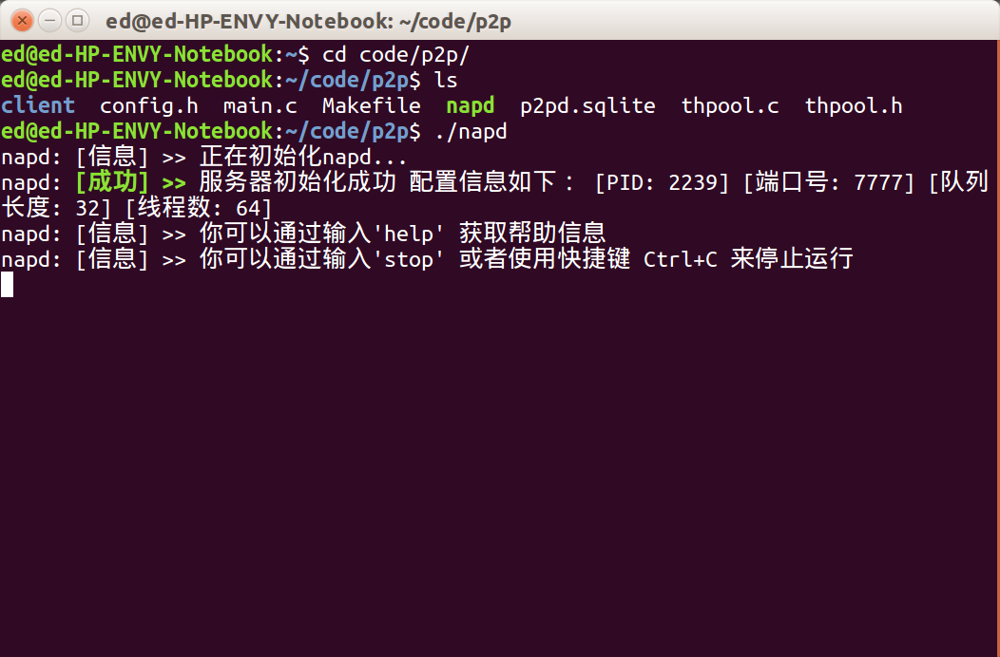 ed@ed-HP-ENVY-Notebook: ~/code/p2p
ed@ed-HP-ENVY-Notebook:~$ cd code/p2p/
ed@ed-HP-ENVY-Notebook:~/code/p2p$ ls
client  config.h  main.c  Makefile  napd  p2pd.sqlite  thpool.c  thpool.h
ed@ed-HP-ENVY-Notebook:~/code/p2p$ ./napd
napd: [信息] >> 正在初始化napd...
napd: [成功] >> 服务器初始化成功 配置信息如下： [PID: 2239] [端口号: 7777] [队列
长度: 32] [线程数: 64]
napd: [信息] >> 你可以通过输入'help' 获取帮助信息
napd: [信息] >> 你可以通过输入'stop' 或者使用快捷键 Ctrl+C 来停止运行